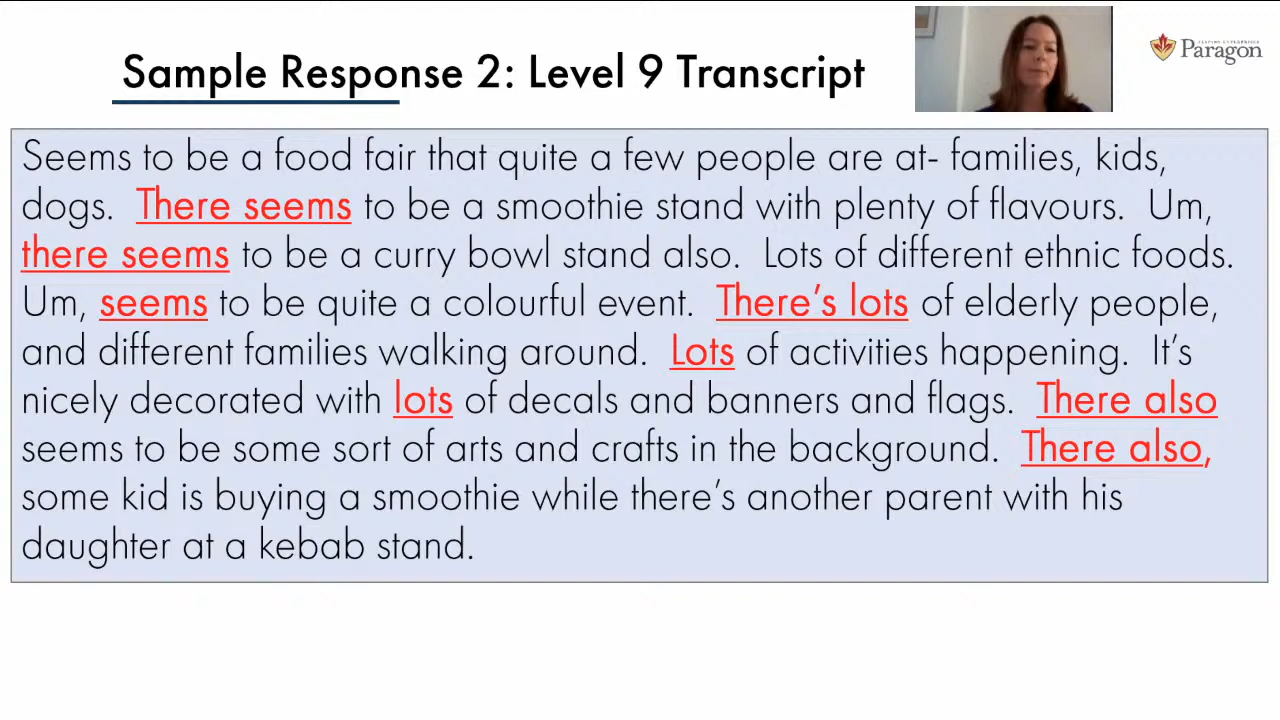 Sample Response 2: Level 9 Transcript
Paragon
Seems to be a food fair that quite a few people are at- families, kids,
dogs. There seems to be a smoothie stand with plenty of flavours. Um,
there seems to be a curry bowl stand also. Lots of different ethnic foods.
Um, seems to be quite a colourful event. There's lots of elderly people,
and different families walking around. Lots of activities happening. It's
nicely decorated with lots of decals and banners and flags. There also
seems to be some sort of arts and crafts in the background. There also,
some kid is buying a smoothie while there's another parent with his
daughter at a kebab stand.